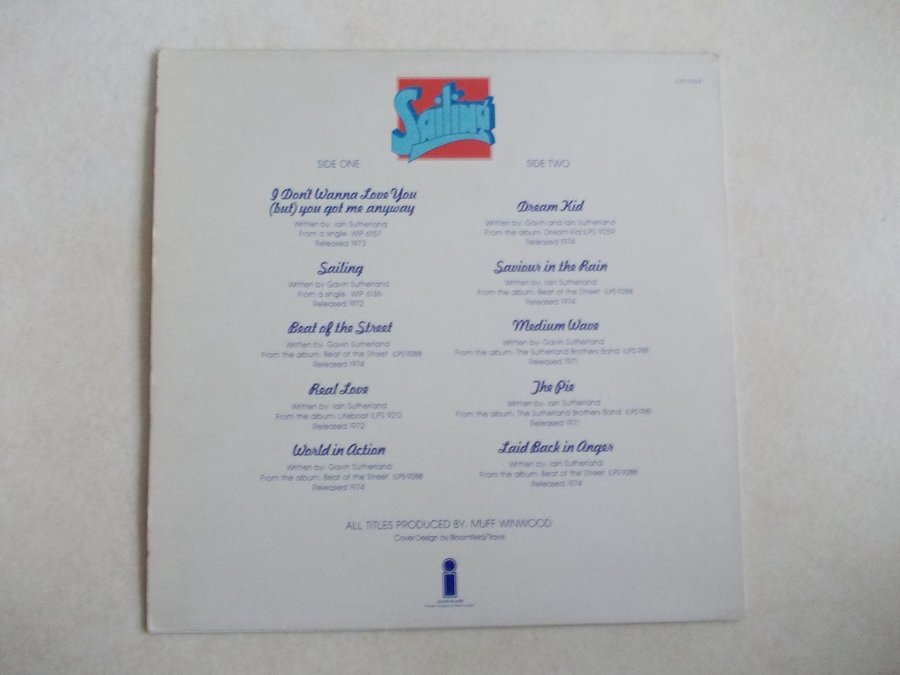 Sailing
SIDE ONE
I Don't Wanna Love You
(but) you got me anyway
Written by: Iain Sutherland
From a single: WIP 6157
Released 1973
Sailing
Written by Gavin Sutherland
From a single: WIP 6136
Released 1972
Beat of the Street
Written by: Gavin Sutherland
From the album: Beat of the Street ILPS 9288
Released 1974
Real Love
Written by: Iain Sutherland
From the album: Lifeboat ILPS 9212
Released 1972
World in Action
Written by: Gavin Sutherland
From the album: Beat of the Street ILPS 9288
Released 1974
SIDE TWO
Dream Kid
Written by: Gavin and Iain Sutherland
From the album: Dream Kid ILPS 9259
Released 1974
Saviour in the Rain
Written by: Iain Sutherland
From the album: Beat of the Street ILPS 9288
Released 1974
Medium Wave
Written by: Gavin Sutherland
From the album: The Sutherland Brothers Band
Released 1971
The Pie
Written by: Iain Sutherland
From the album: The Sutherland Brothers Band
Released 1971
Laid Back in Anger
Written by: Iain Sutherland
From the album: Beat of the Street ILPS 9288
Released 1974
ALL TITLES PRODUCED BY: MUFF WINWOOD
Cover Design by Bloomfield/Travis
i